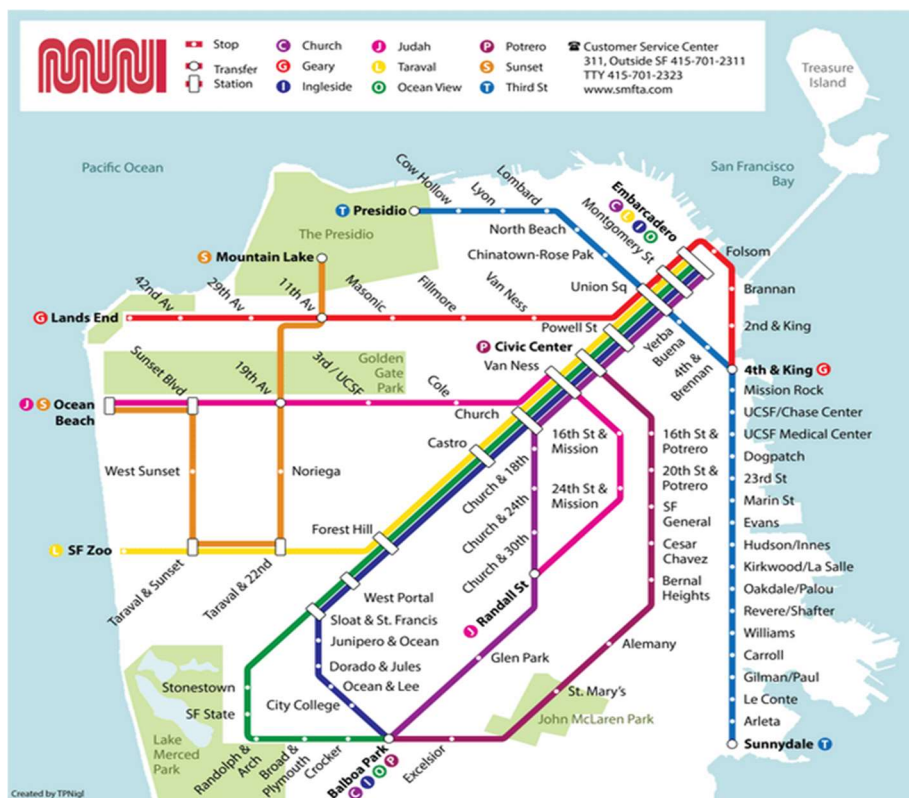 MUNI
Stop
Transfer
Station
C Church
G Geary
I Ingleside
J Judah
L Taraval
O Ocean View
P Potrero
S Sunset
T Third St
☎ Customer Service Center
311, Outside SF 415-701-2311
TTY 415-701-2323
www.smfta.com
Treasure
Island
Pacific Ocean
San Francisco
Bay
The Presidio
T Presidio
Cow Hollow
Lyon
Lombard
North Beach
Chinatown-Rose Pak
Union Sq
Embarcadero
C L I O
Montgomery St
Folsom
Brannan
2nd & King
4th & King G
S Mountain Lake
G Lands End
42nd Av
29th Av
11th Av
Masonic
Fillmore
Van Ness
Powell St
P Civic Center
Van Ness
Yerba
Buena
4th &
Brennan
Golden
Gate
Park
J S Ocean
Beach
Sunset Blvd
19th Av
3rd / UCSF
Cole
Church
Castro
Forest Hill
West Portal
West Sunset
Noriega
L SF Zoo
Taraval & Sunset
Taraval & 22nd
Church & 18th
Church & 24th
Church & 30th
16th St &
Mission
24th St &
Mission
J Randall St
Glen Park
16th St &
Potrero
20th St &
Potrero
SF
General
Cesar
Chavez
Bernal
Heights
Alemany
St. Mary's
John McLaren Park
Excelsior
Mission Rock
UCSF/Chase Center
UCSF Medical Center
Dogpatch
23rd St
Marin St
Evans
Hudson/Innes
Kirkwood/La Salle
Oakdale/Palou
Revere/Shafter
Williams
Carroll
Gilman/Paul
Le Conte
Arleta
Sunnydale T
Sloat & St. Francis
Junipero & Ocean
Dorado & Jules
Ocean & Lee
City College
Stonestown
SF State
Lake
Merced
Park
Randolph &
Arch
Broad &
Plymouth
Crocker
Balboa Park
C I O P
Created by TPNigl